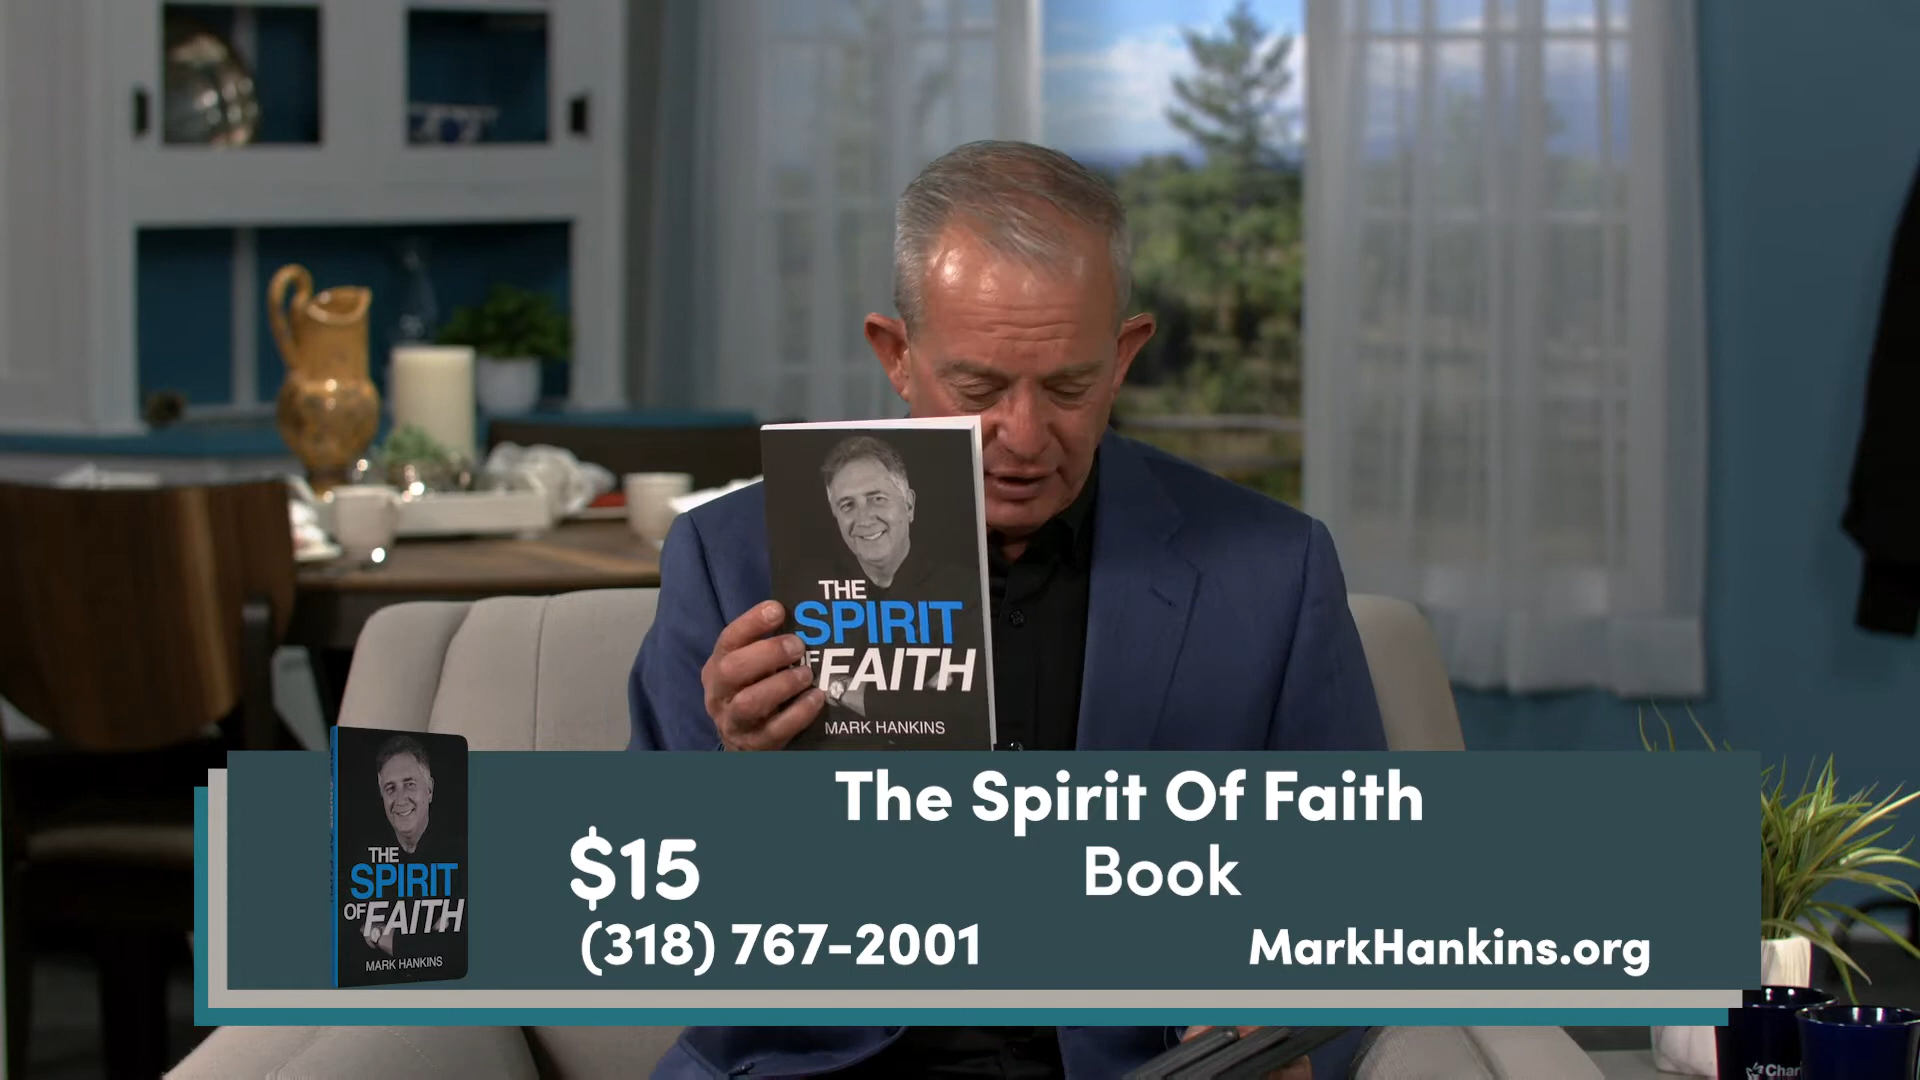 THE
SPIRIT
OF FAITH
MARK HANKINS
THE
SPIRIT
OF FAITH
MARK HANKINS
The Spirit Of Faith
$15
Book
(318) 767-2001
MarkHankins.org